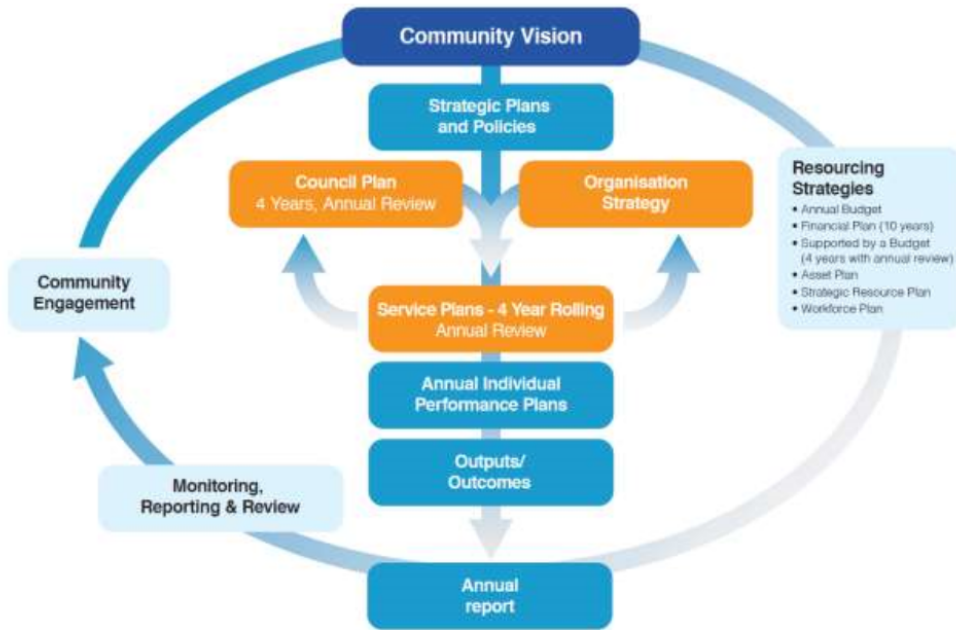 Community Vision
Strategic Plans
and Policies
Council Plan
4 Years, Annual Review
Organisation
Strategy
Resourcing
Strategies
• Annual Budget
• Financial Plan (10 years)
• Supported by a Budget
(4 years with annual review)
• Asset Plan
• Strategic Resource Plan
• Workforce Plan
Community
Engagement
Service Plans - 4 Year Rolling
Annual Review
Annual Individual
Performance Plans
Outputs/
Outcomes
Monitoring,
Reporting & Review
Annual
report